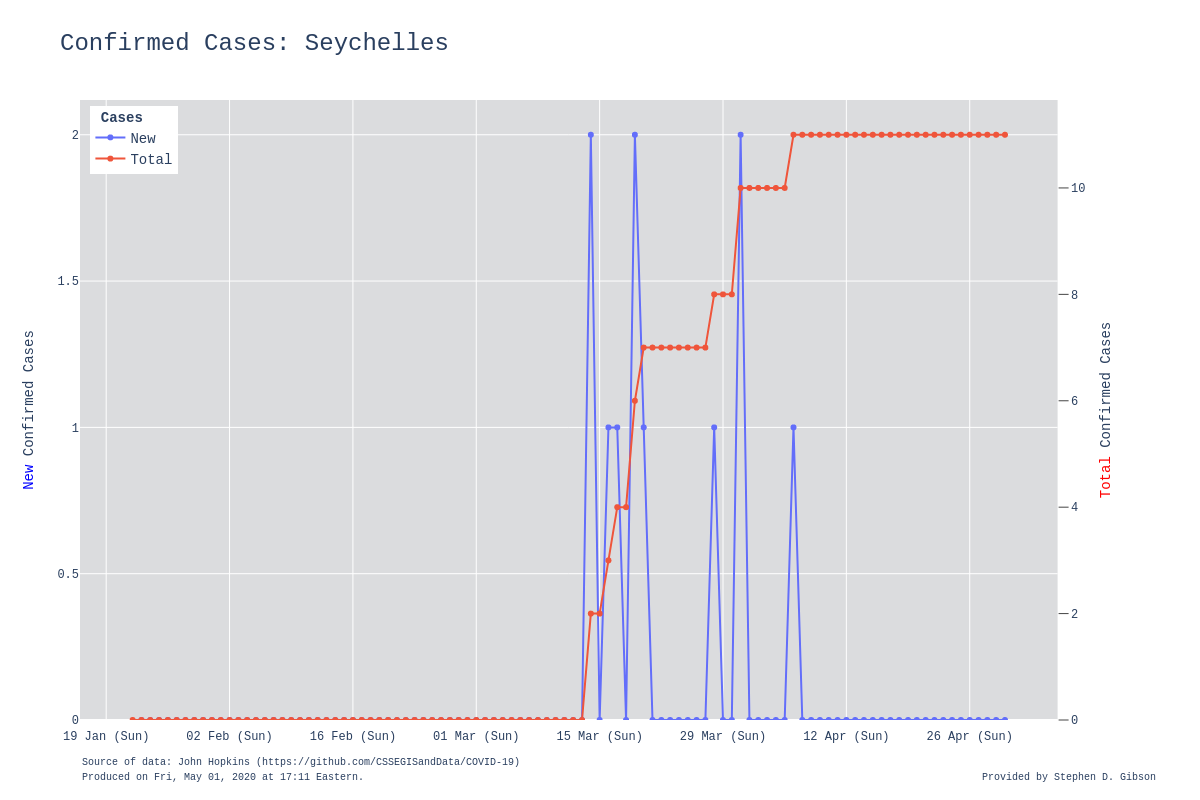 Confirmed Cases: Seychelles
Cases
New
Total
2
1.5
1
0.5
0
10
8
6
4
2
0
New Confirmed Cases
Total Confirmed Cases
19 Jan (Sun) 02 Feb (Sun) 16 Feb (Sun) 01 Mar (Sun) 15 Mar (Sun) 29 Mar (Sun) 12 Apr (Sun) 26 Apr (Sun)
Source of data: John Hopkins (https://github.com/CSSEGISandData/COVID-19)
Produced on Fri, May 01, 2020 at 17:11 Eastern.
Provided by Stephen D. Gibson